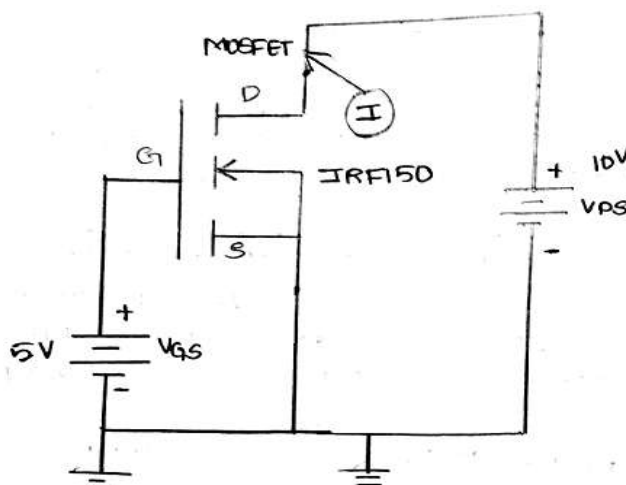 MOSFET
D
I
G
IRF150
+ 10V
VDS
-
S
+
5V VGS
-